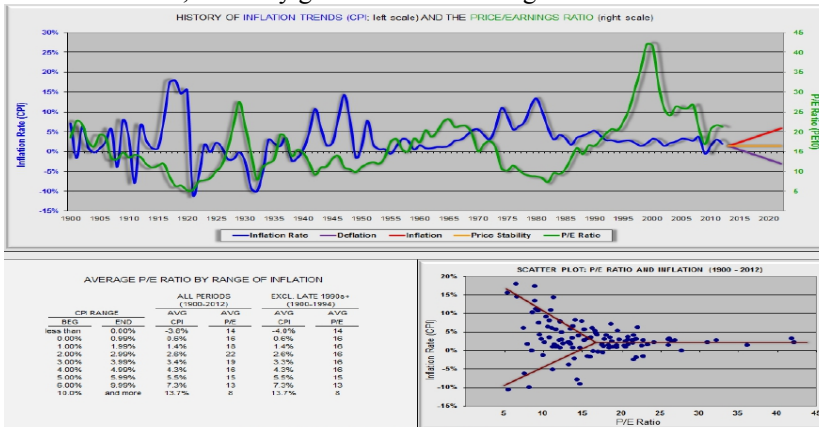 HISTORY OF INFLATION TRENDS (CPI; left scale) AND THE PRICE/EARNINGS RATIO (right scale)
30%
25%
20%
15%
10%
5%
0%
-5%
-10%
-15%
Inflation Rate (CPI)
45
40
35
30
25
20
15
10
5
P/E Ratio (P/E10)
1900 1905 1910 1915 1920 1925 1930 1935 1940 1945 1950 1955 1960 1965 1970 1975 1980 1985 1990 1995 2000 2005 2010 2015 2020
Inflation Rate Deflation Inflation Price Stability P/E Ratio
AVERAGE P/E RATIO BY RANGE OF INFLATION
ALL PERIODS EXCL. LATE 1990s+
(1900-2012) (1900-1994)
CPI RANGE AVG AVG AVG AVG
BEG END CPI P/E CPI P/E
less than 0.00% 14 14
0.00% 0.99% 0.6% 16 0.6% 16
1.00% 1.99% 1.4% 18 1.4% 16
2.00% 2.99% 2.6% 22 2.6%
3.00% 3.99% 3.4% 19 3.3% 16
4.00% 4.99% 4.3% 16 4.3% 16
5.00% 5.99% 5.5% 15 5.5% 15
6.00% 9.99% 7.3% 13 7.3% 13
10.0% and more 13.7% 8 13.7% 8
SCATTER PLOT: P/E RATIO AND INFLATION (1900 - 2012)
20%
15%
10%
5%
0%
-5%
-10%
-15%
Inflation Rate (CPI)
5 10 15 20 25 30 35 40 45
P/E Ratio